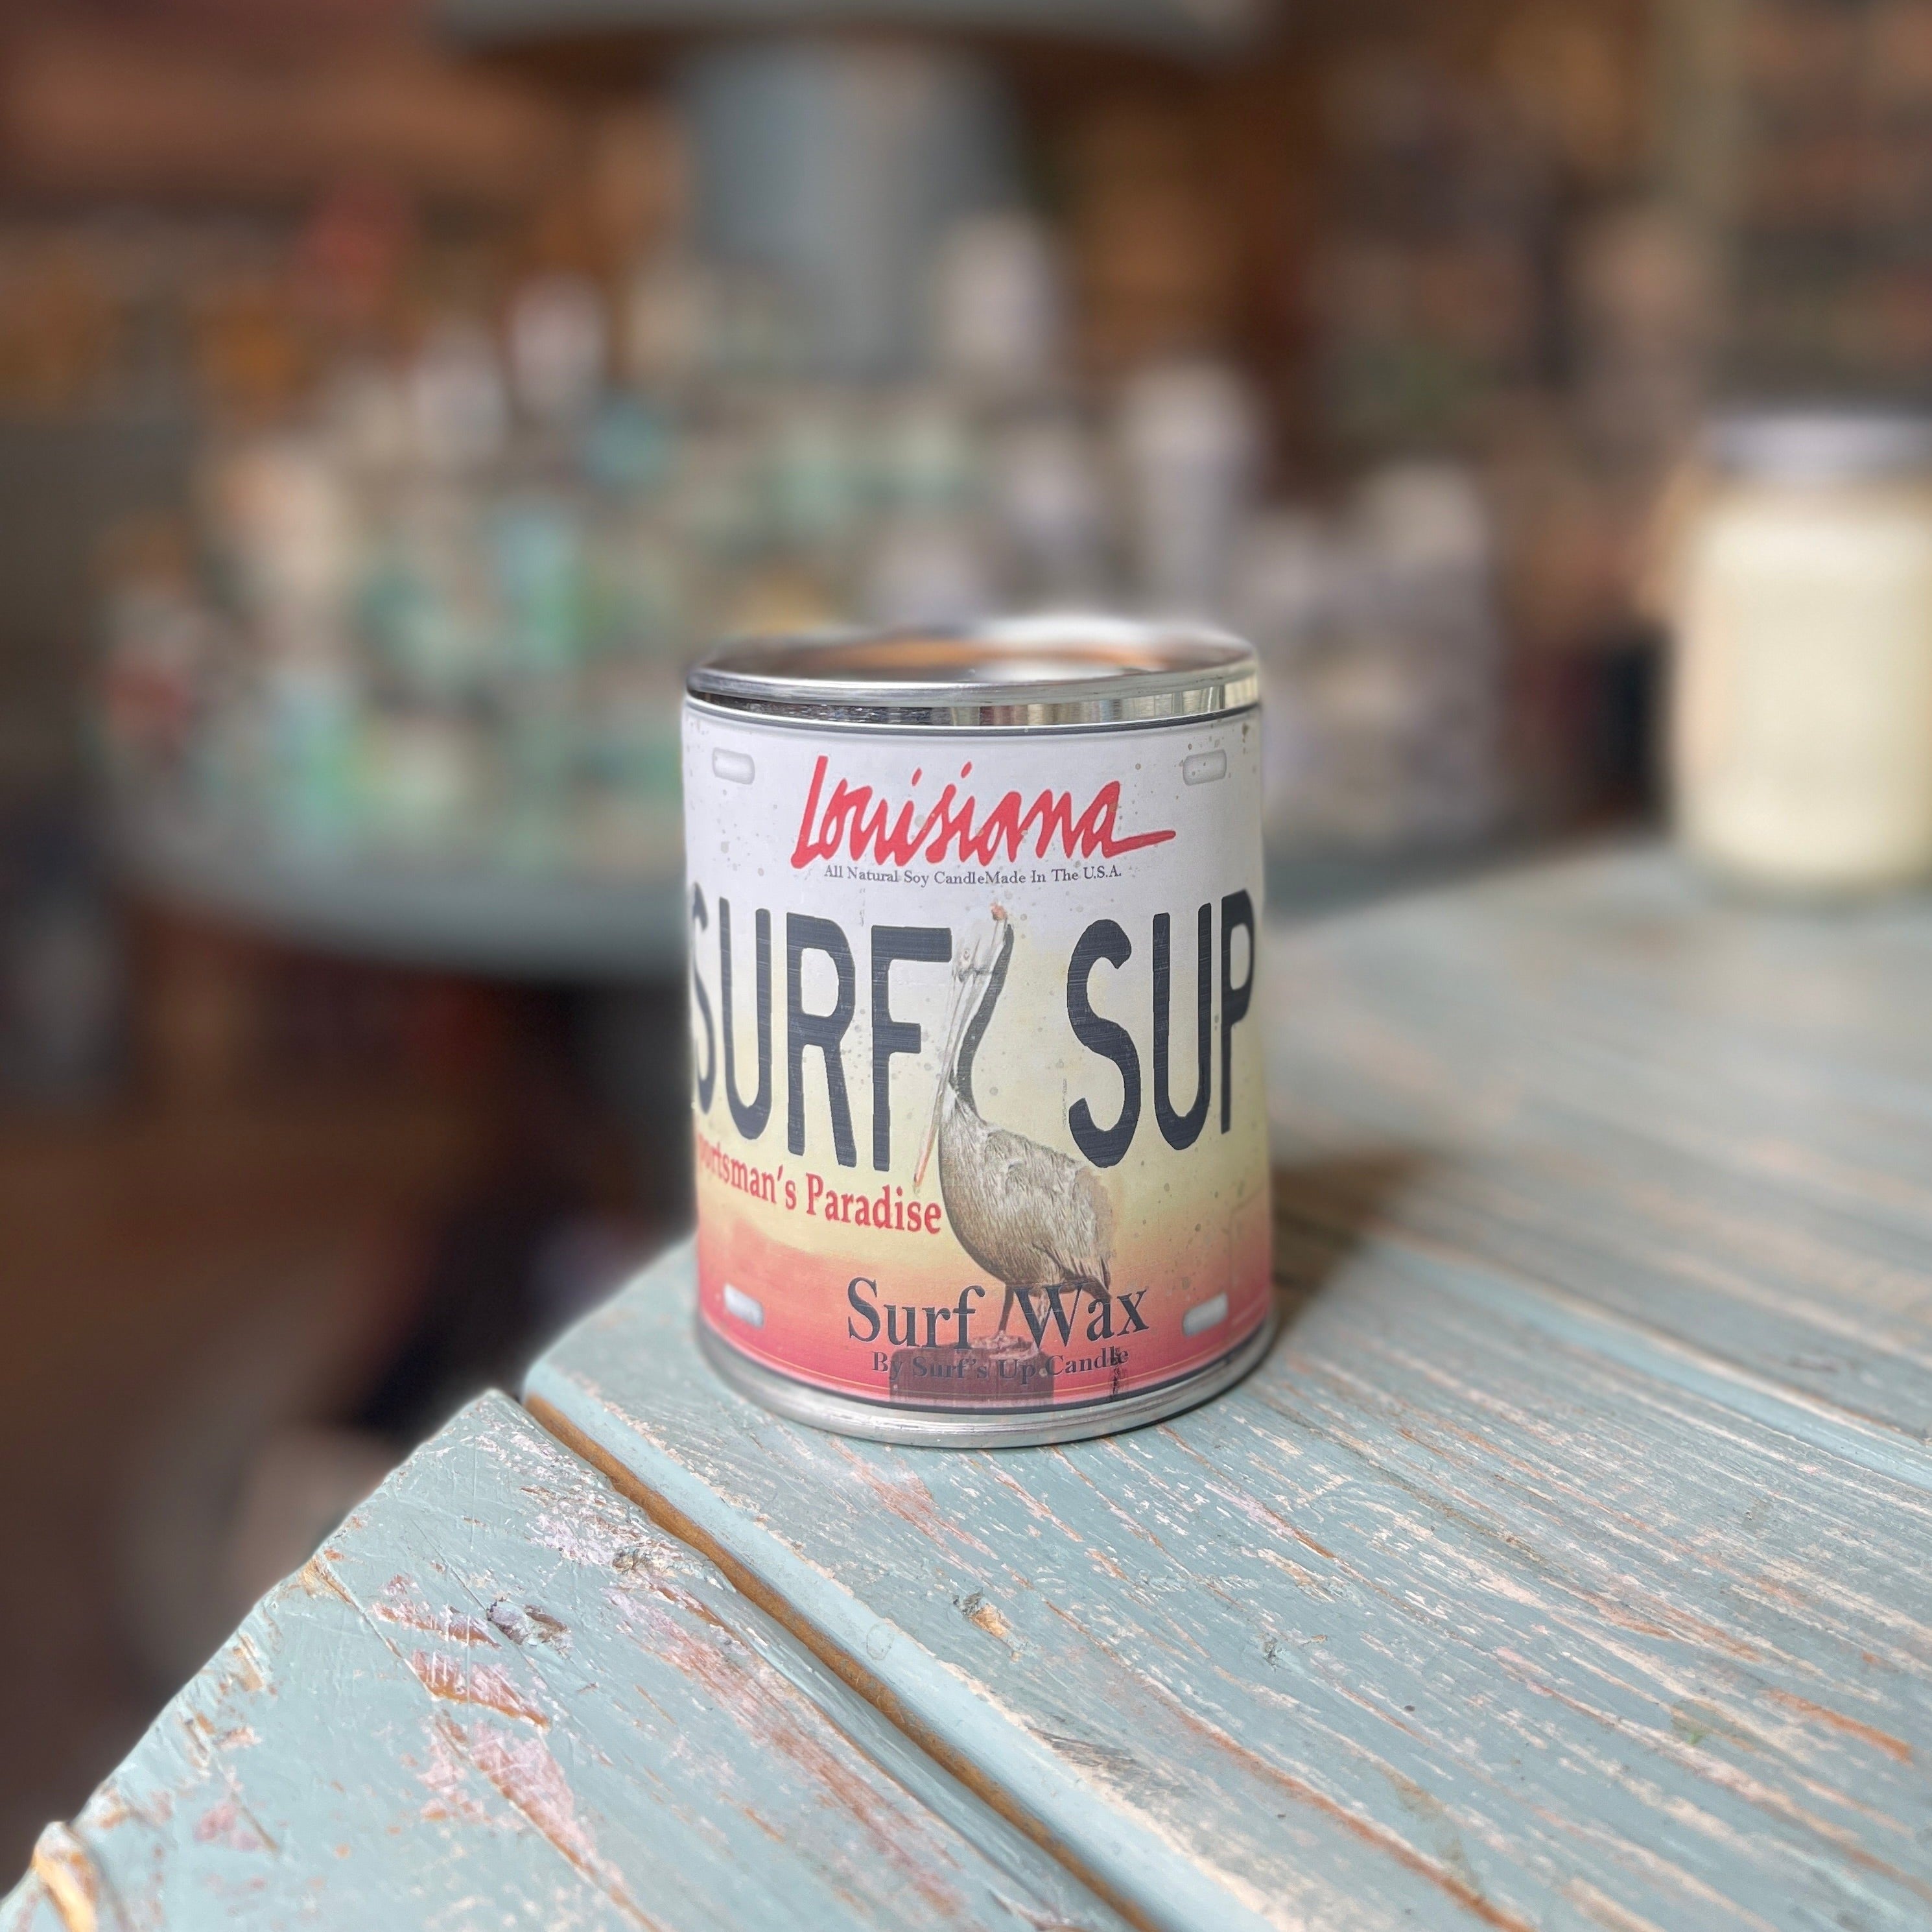 Louisiana
All Natural Soy CandleMade In The U.S.A.
SURF SUP
portsman's Paradise
Surf Wax
By Surf's Up Candle